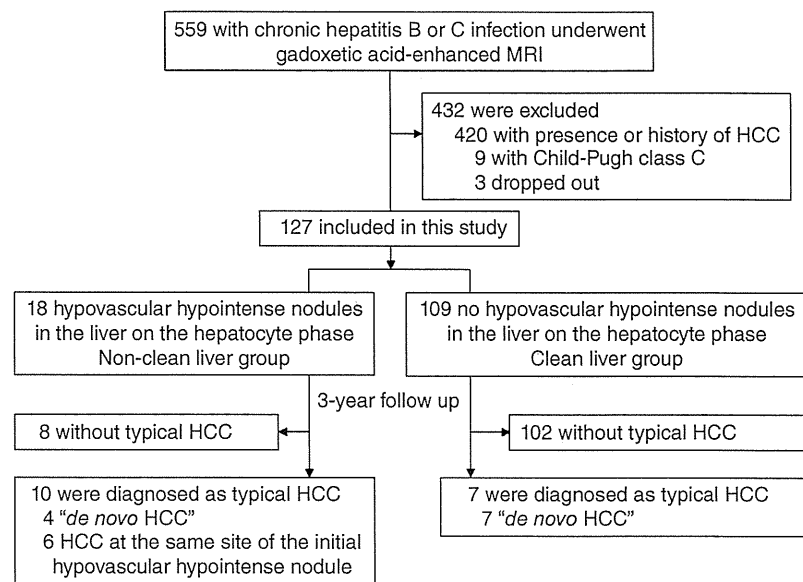 559 with chronic hepatitis B or C infection underwent
gadoxetic acid-enhanced MRI
432 were excluded
420 with presence or history of HCC
9 with Child-Pugh class C
3 dropped out
127 included in this study
18 hypovascular hypointense nodules
in the liver on the hepatocyte phase
Non-clean liver group
109 no hypovascular hypointense nodules
in the liver on the hepatocyte phase
Clean liver group
3-year follow up
8 without typical HCC
102 without typical HCC
10 were diagnosed as typical HCC
4 “de novo HCC”
6 HCC at the same site of the initial
hypovascular hypointense nodule
7 were diagnosed as typical HCC
7 “de novo HCC”